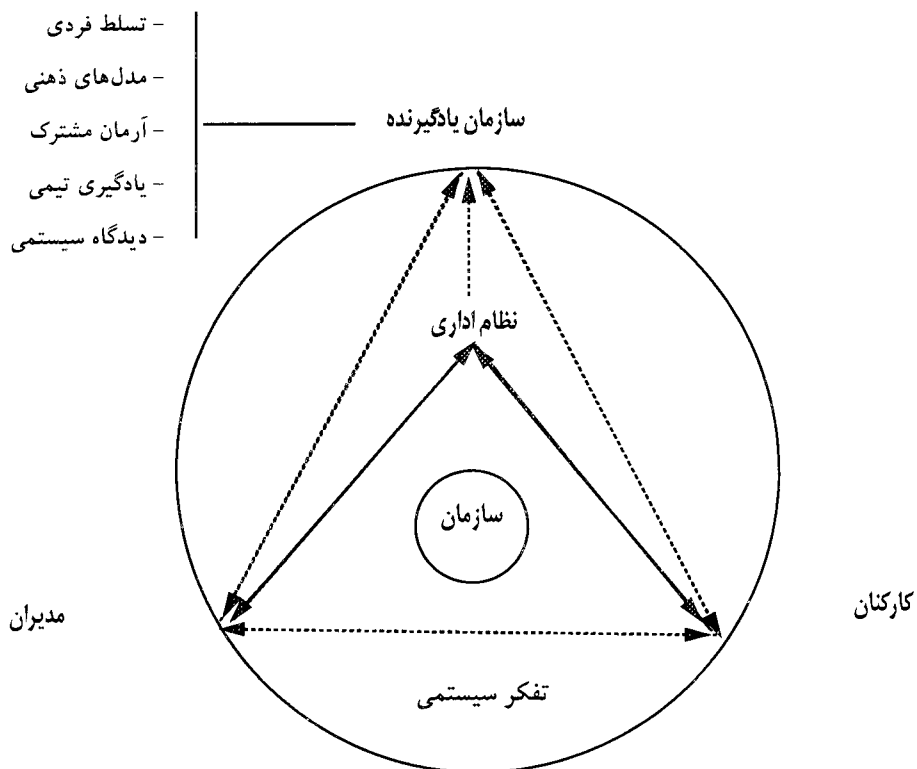 - تسلط فردی
- مدل‌های ذهنی
- آرمان مشترک
- یادگیری تیمی
- دیدگاه سیستمی
سازمان یادگیرنده
نظام اداری
سازمان
کارکنان
مدیران
تفکر سیستمی